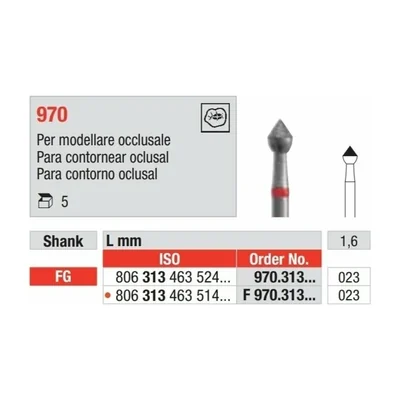 970
Per modellare occlusale
Para contornear oclusal
Para contorno oclusal
5
Shank L mm 1,6
ISO Order No.
FG 806 313 463 524... 970.313... 023
• 806 313 463 514... F 970.313... 023